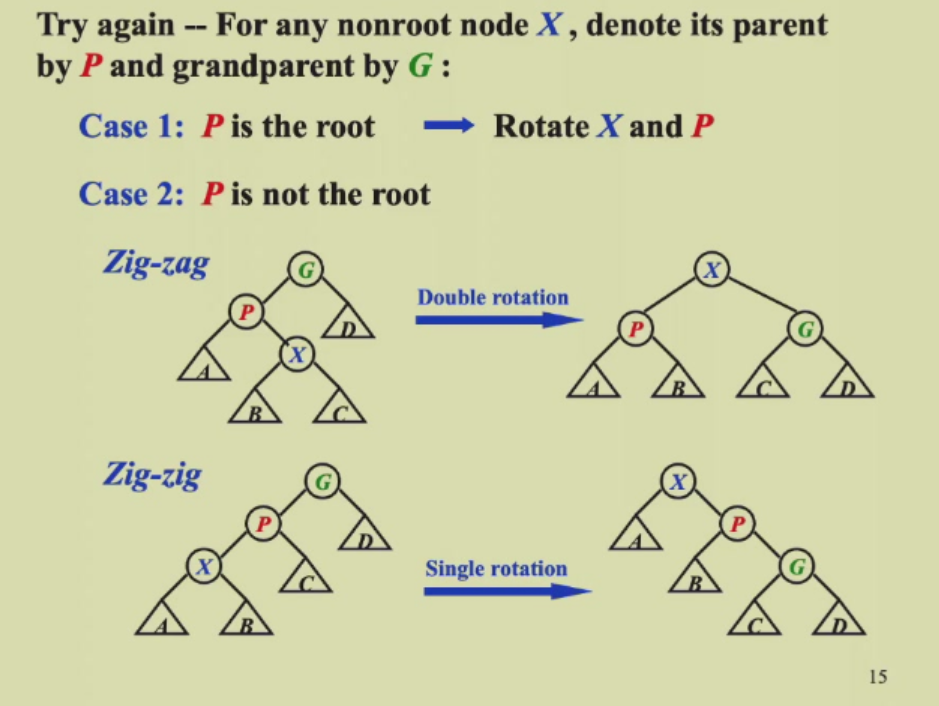 Try again -- For any nonroot node X , denote its parent
by P and grandparent by G :
Case 1: P is the root → Rotate X and P
Case 2: P is not the root
Zig-zag
G
P
D
X
A
B
C
Double rotation
X
P
G
A
B
C
D
Zig-zig
G
P
D
X
C
A
B
Single rotation
X
A
P
B
G
C
D
15